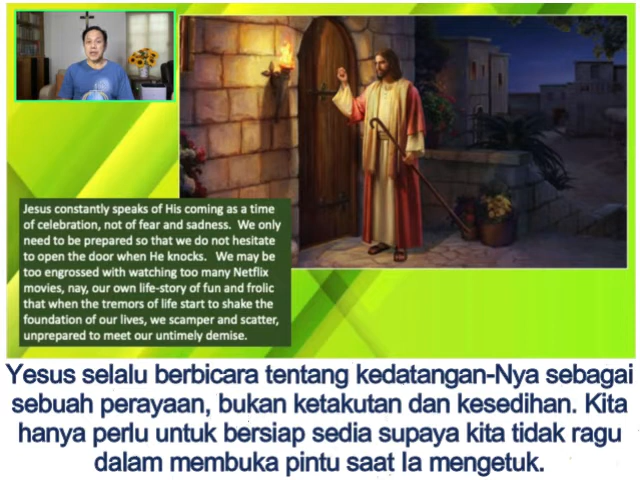 Jesus constantly speaks of His coming as a time
of celebration, not of fear and sadness. We only
need to be prepared so that we do not hesitate
to open the door when He knocks. We may be
too engrossed with watching too many Netflix
movies, nay, our own life-story of fun and frolic
that when the tremors of life start to shake the
foundation of our lives, we scamper and scatter,
unprepared to meet our untimely demise.
Yesus selalu berbicara tentang kedatangan-Nya sebagai
sebuah perayaan, bukan ketakutan dan kesedihan. Kita
hanya perlu untuk bersiap sedia supaya kita tidak ragu
dalam membuka pintu saat Ia mengetuk.